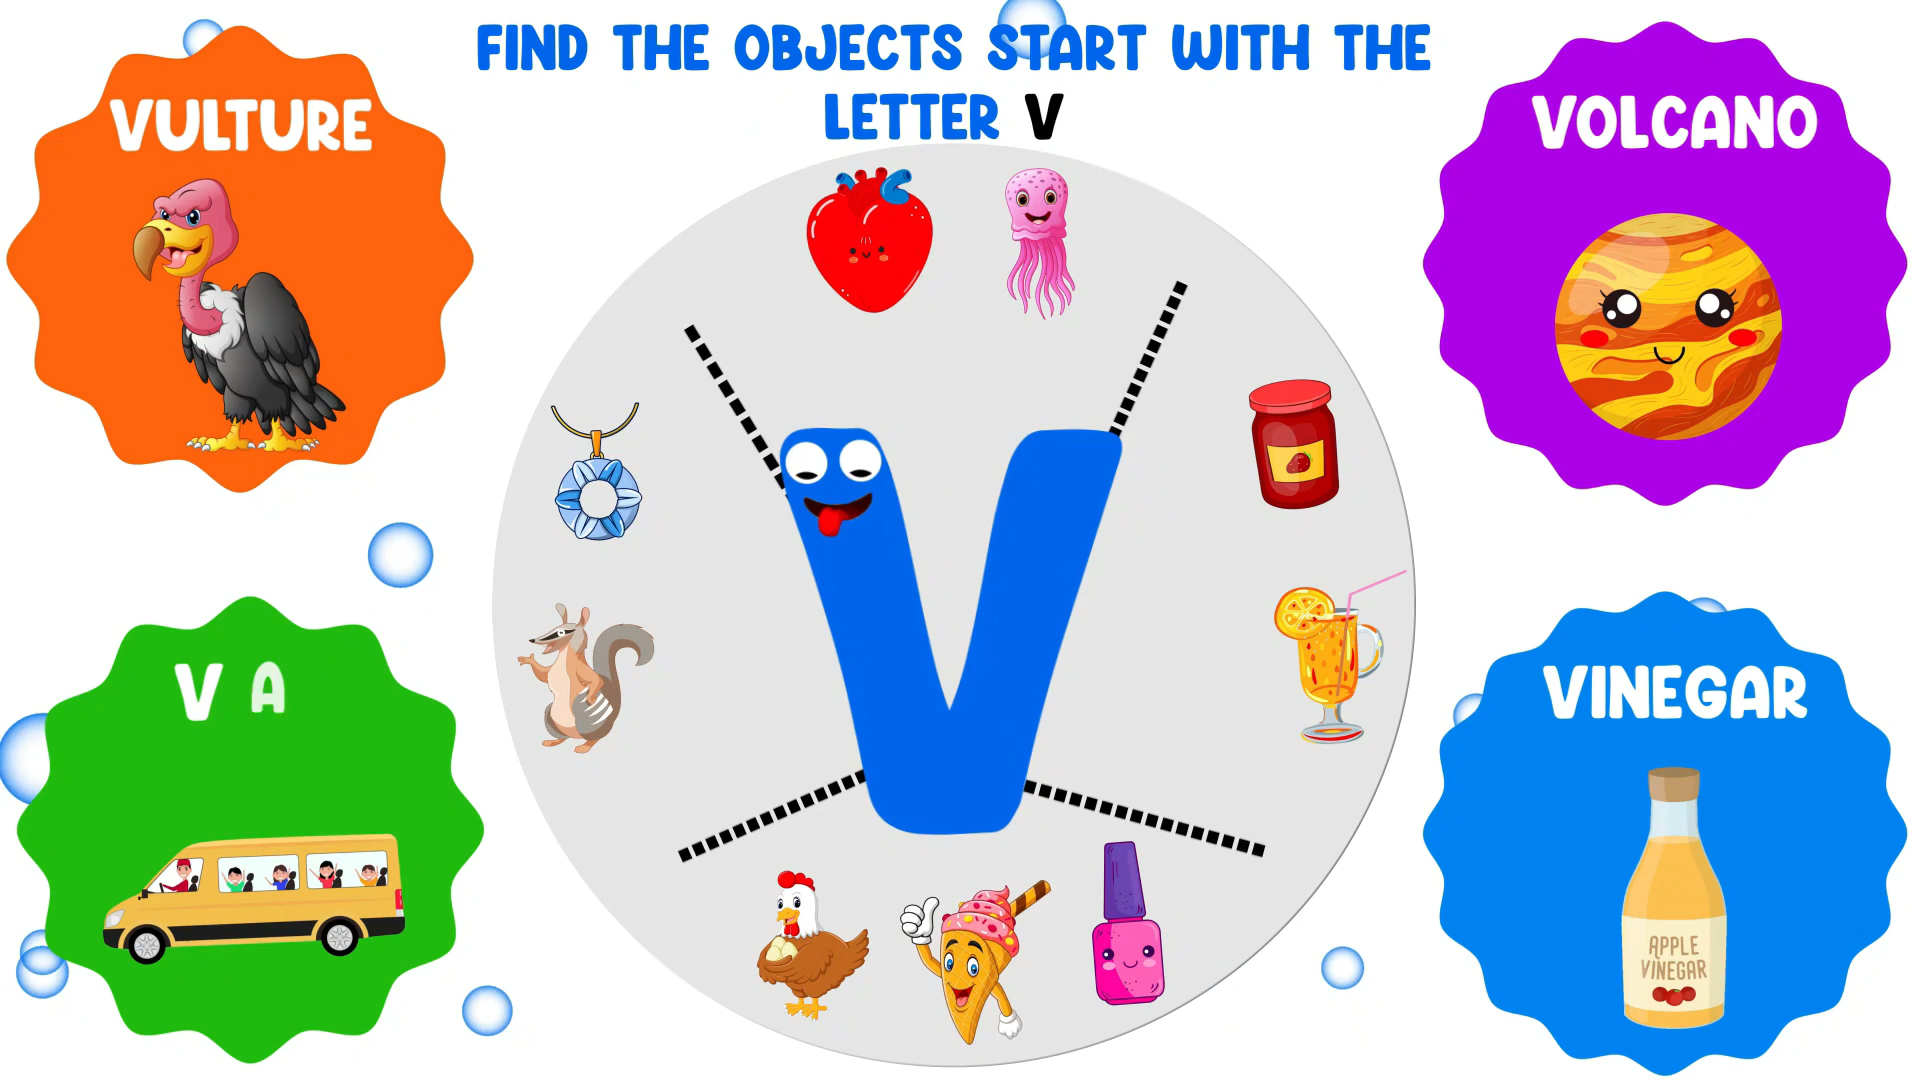 FIND THE OBJECTS START WITH THE
LETTER V
VULTURE
VOLCANO
V A
VINEGAR
APPLE
VINEGAR